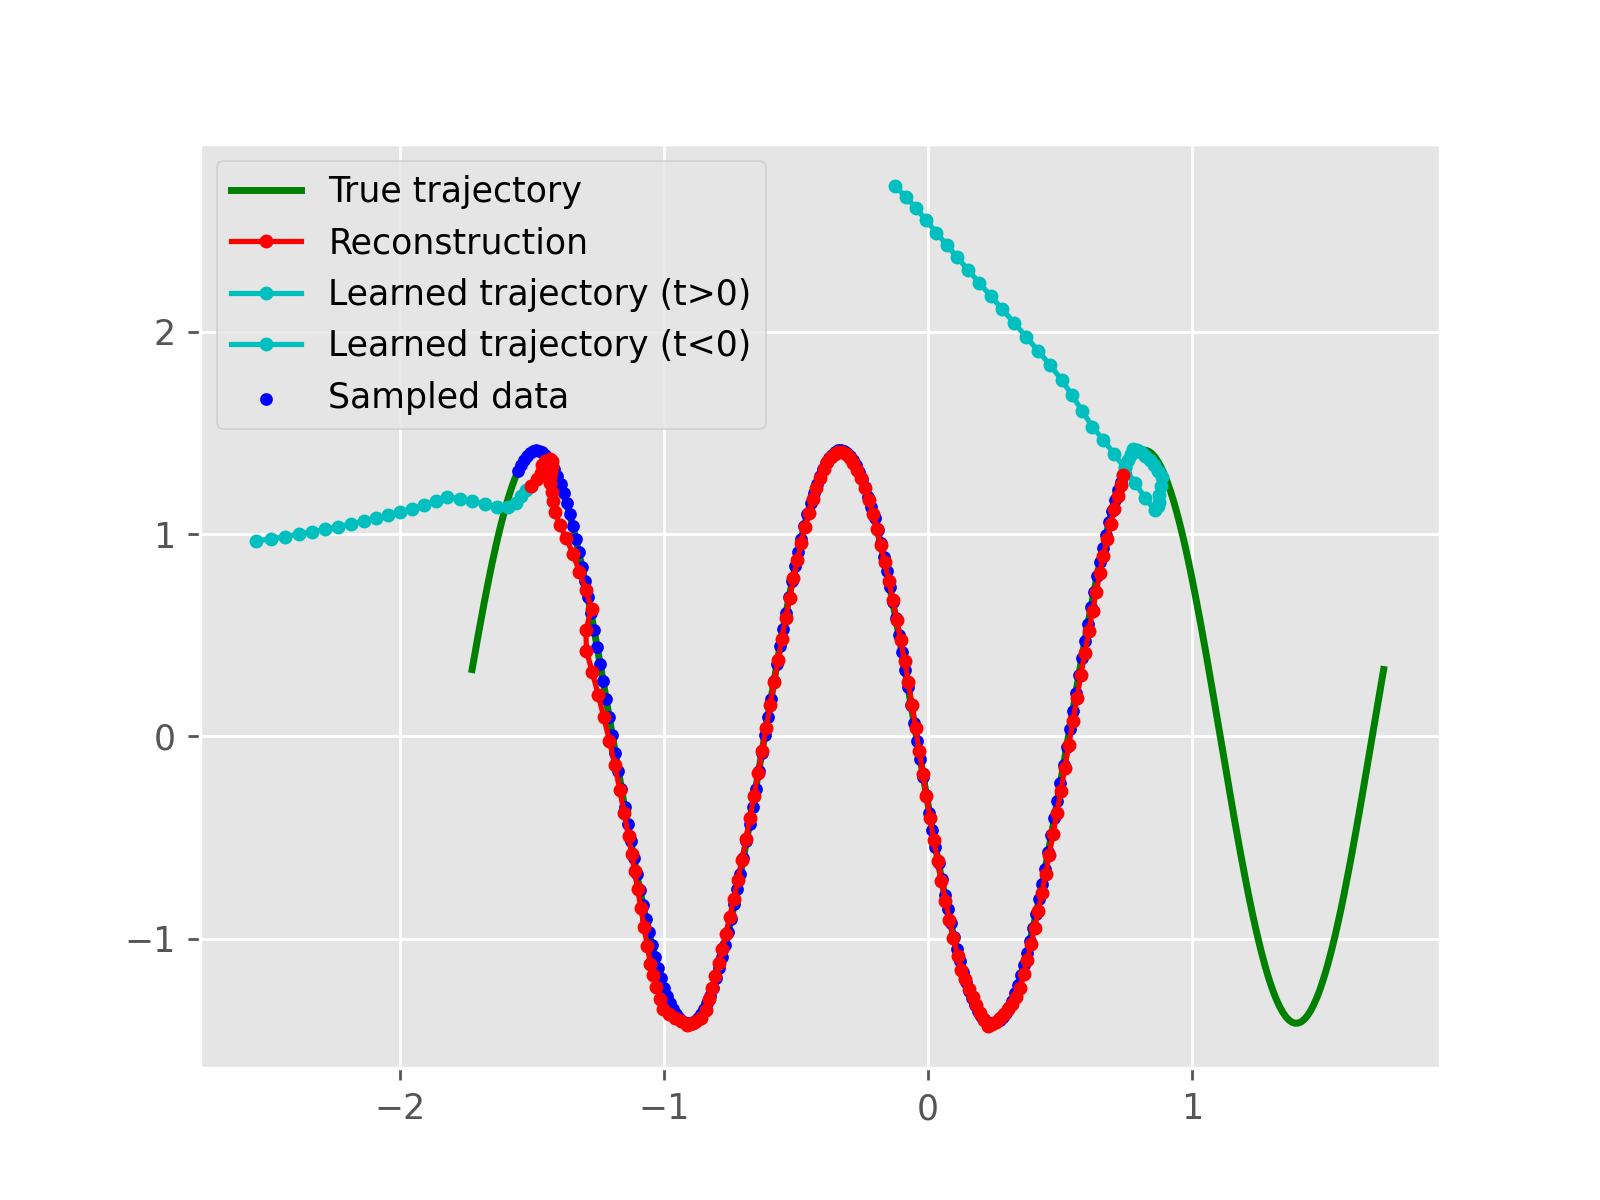 True trajectory
Reconstruction
Learned trajectory (t>0)
Learned trajectory (t<0)
Sampled data
2
1
0
−1
−2
−1
0
1